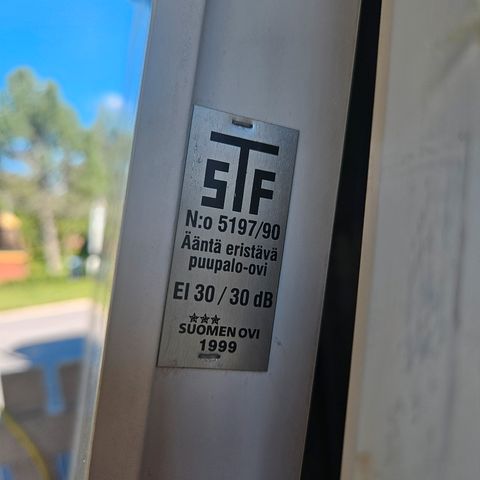 STF
N:o 5197/90
Ääntä eristävä
puupalo-ovi
EI 30 / 30 dB
SUOMEN OVI
1999